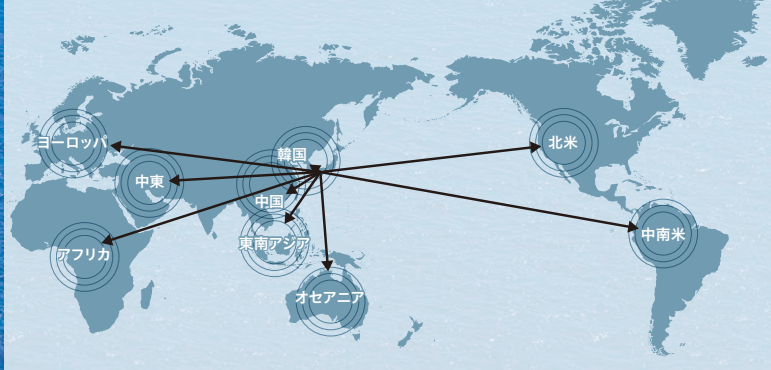 ヨーロッパ
韓国
北米
中東
中国
東南アジア
中南米
アフリカ
オセアニア